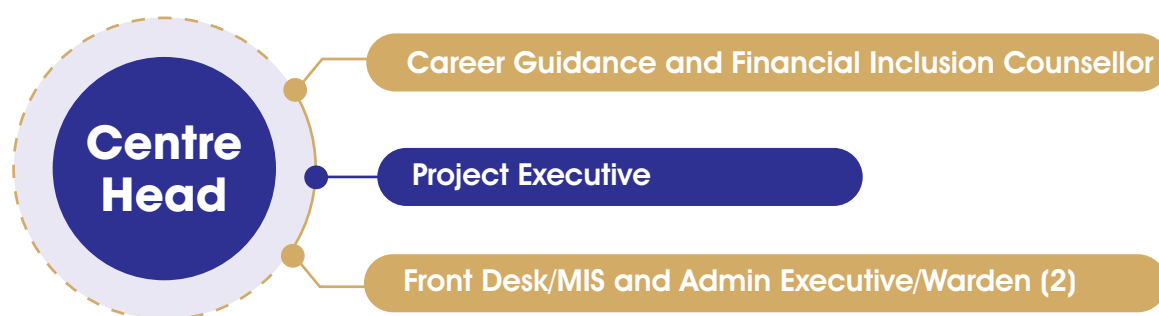 Centre
Head
Career Guidance and Financial Inclusion Counsellor
Project Executive
Front Desk/MIS and Admin Executive/Warden (2)